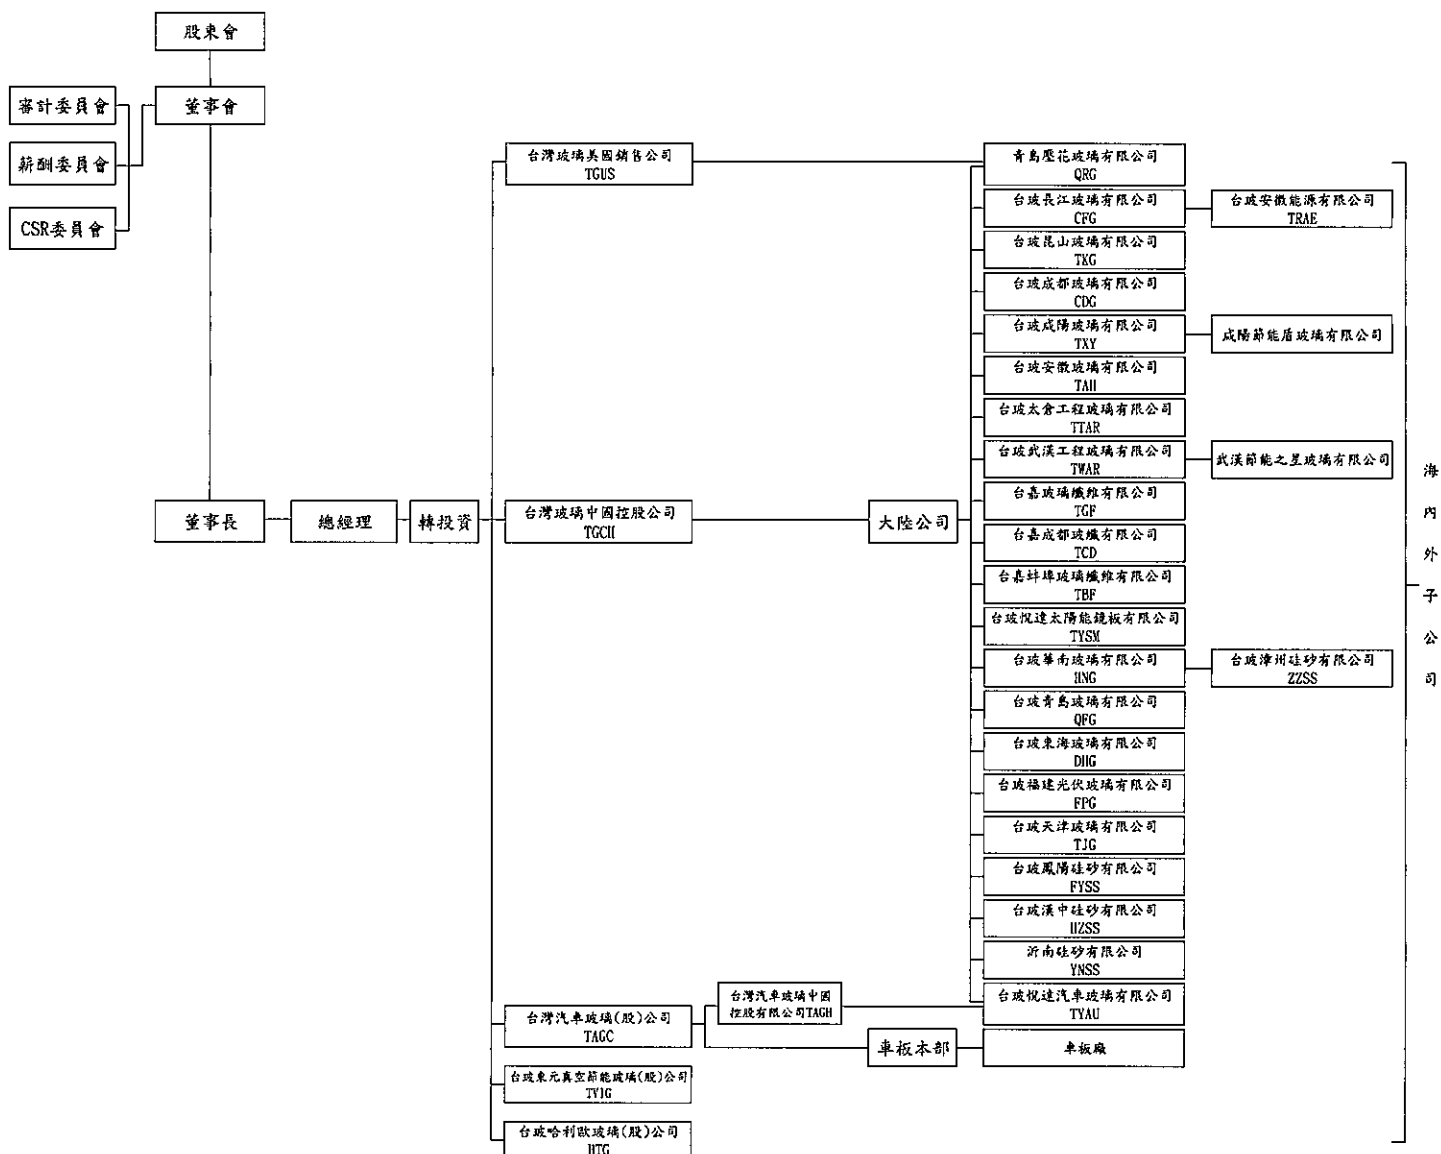 股東會
董事會
審計委員會
薪酬委員會
CSR委員會
董事長
總經理
轉投資
台灣玻璃美國銷售公司
TGUS
台灣玻璃中國控股公司
TGCH
台灣汽車玻璃(股)公司
TAGC
台玻東元真空節能玻璃(股)公司
TVIG
台玻哈利歐玻璃(股)公司
HTG
台灣汽車玻璃中國
控股有限公司TAGH
車板本部
大陸公司
青島壓花玻璃有限公司
QRG
台玻長江玻璃有限公司
CFG
台玻昆山玻璃有限公司
TKG
台玻成都玻璃有限公司
CDG
台玻咸陽玻璃有限公司
TXY
台玻安徽玻璃有限公司
TAH
台玻太倉工程玻璃有限公司
TTAR
台玻武漢工程玻璃有限公司
TWAR
台嘉玻璃纖維有限公司
TGF
台嘉成都玻纖有限公司
TCD
台嘉蚌埠玻璃纖維有限公司
TBF
台玻悅達太陽能鏡板有限公司
TYSM
台玻華南玻璃有限公司
HNG
台玻青島玻璃有限公司
QFG
台玻東海玻璃有限公司
DHG
台玻福建光伏玻璃有限公司
FPG
台玻天津玻璃有限公司
TJG
台玻鳳陽硅砂有限公司
FYSS
台玻漢中硅砂有限公司
HZSS
沂南硅砂有限公司
YNSS
台玻悅達汽車玻璃有限公司
TYAU
車板廠
台玻安徽能源有限公司
TRAE
咸陽節能盾玻璃有限公司
武漢節能之星玻璃有限公司
台玻漳州硅砂有限公司
ZZSS
海內外子公司